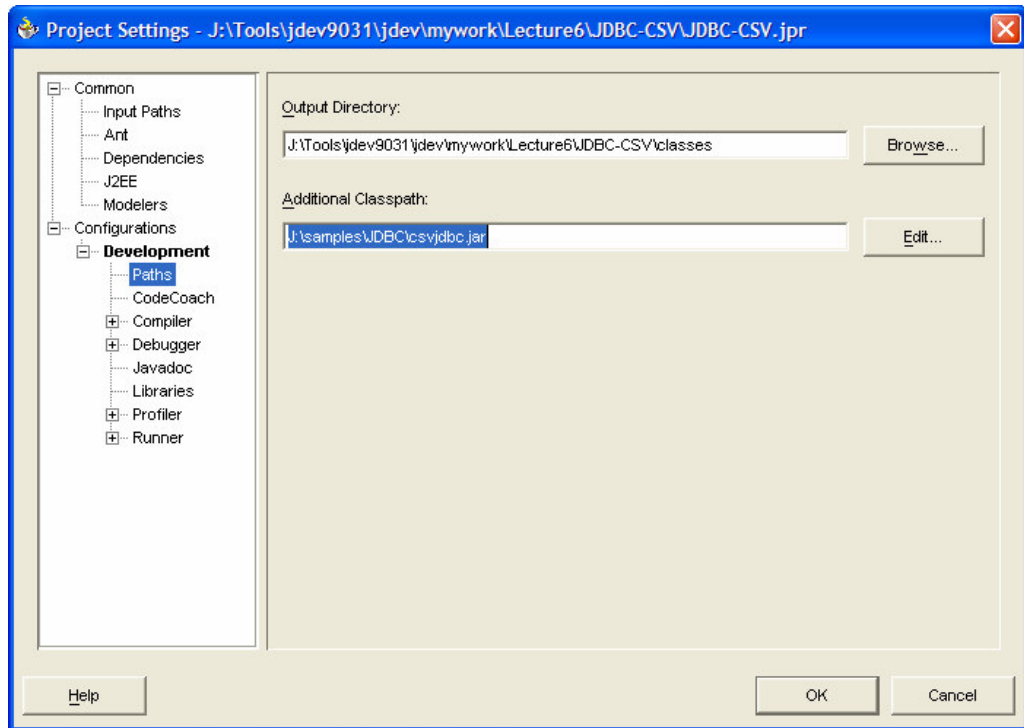 Project Settings - J:\Tools\jdev9031\jdev\mywork\Lecture6\JDBC-CSV\JDBC-CSV.jpr
Common
Input Paths
Ant
Dependencies
J2EE
Modelers
Configurations
Development
Paths
CodeCoach
Compiler
Debugger
Javadoc
Libraries
Profiler
Runner
Output Directory:
J:\Tools\jdev9031\jdev\mywork\Lecture6\JDBC-CSV\classes
Browse...
Additional Classpath:
J:\samples\JDBC\csvjdbc.jar
Edit...
Help
OK
Cancel